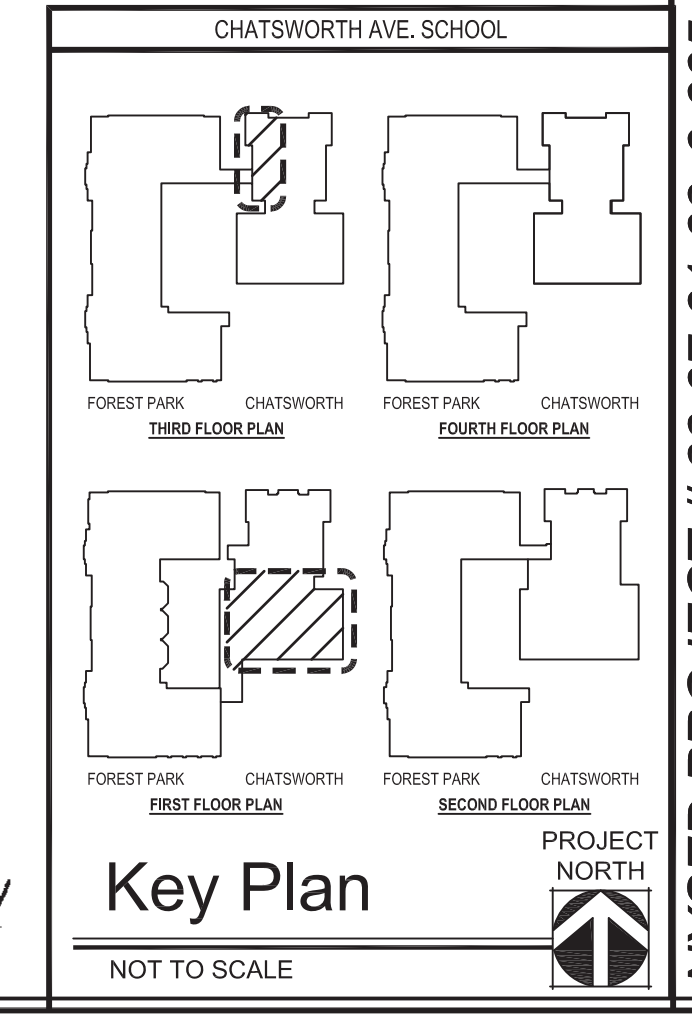 CHATSWORTH AVE. SCHOOL
FOREST PARK CHATSWORTH
THIRD FLOOR PLAN
FOREST PARK CHATSWORTH
FOURTH FLOOR PLAN
FOREST PARK CHATSWORTH
FIRST FLOOR PLAN
FOREST PARK CHATSWORTH
SECOND FLOOR PLAN
PROJECT
NORTH
Key Plan
NOT TO SCALE